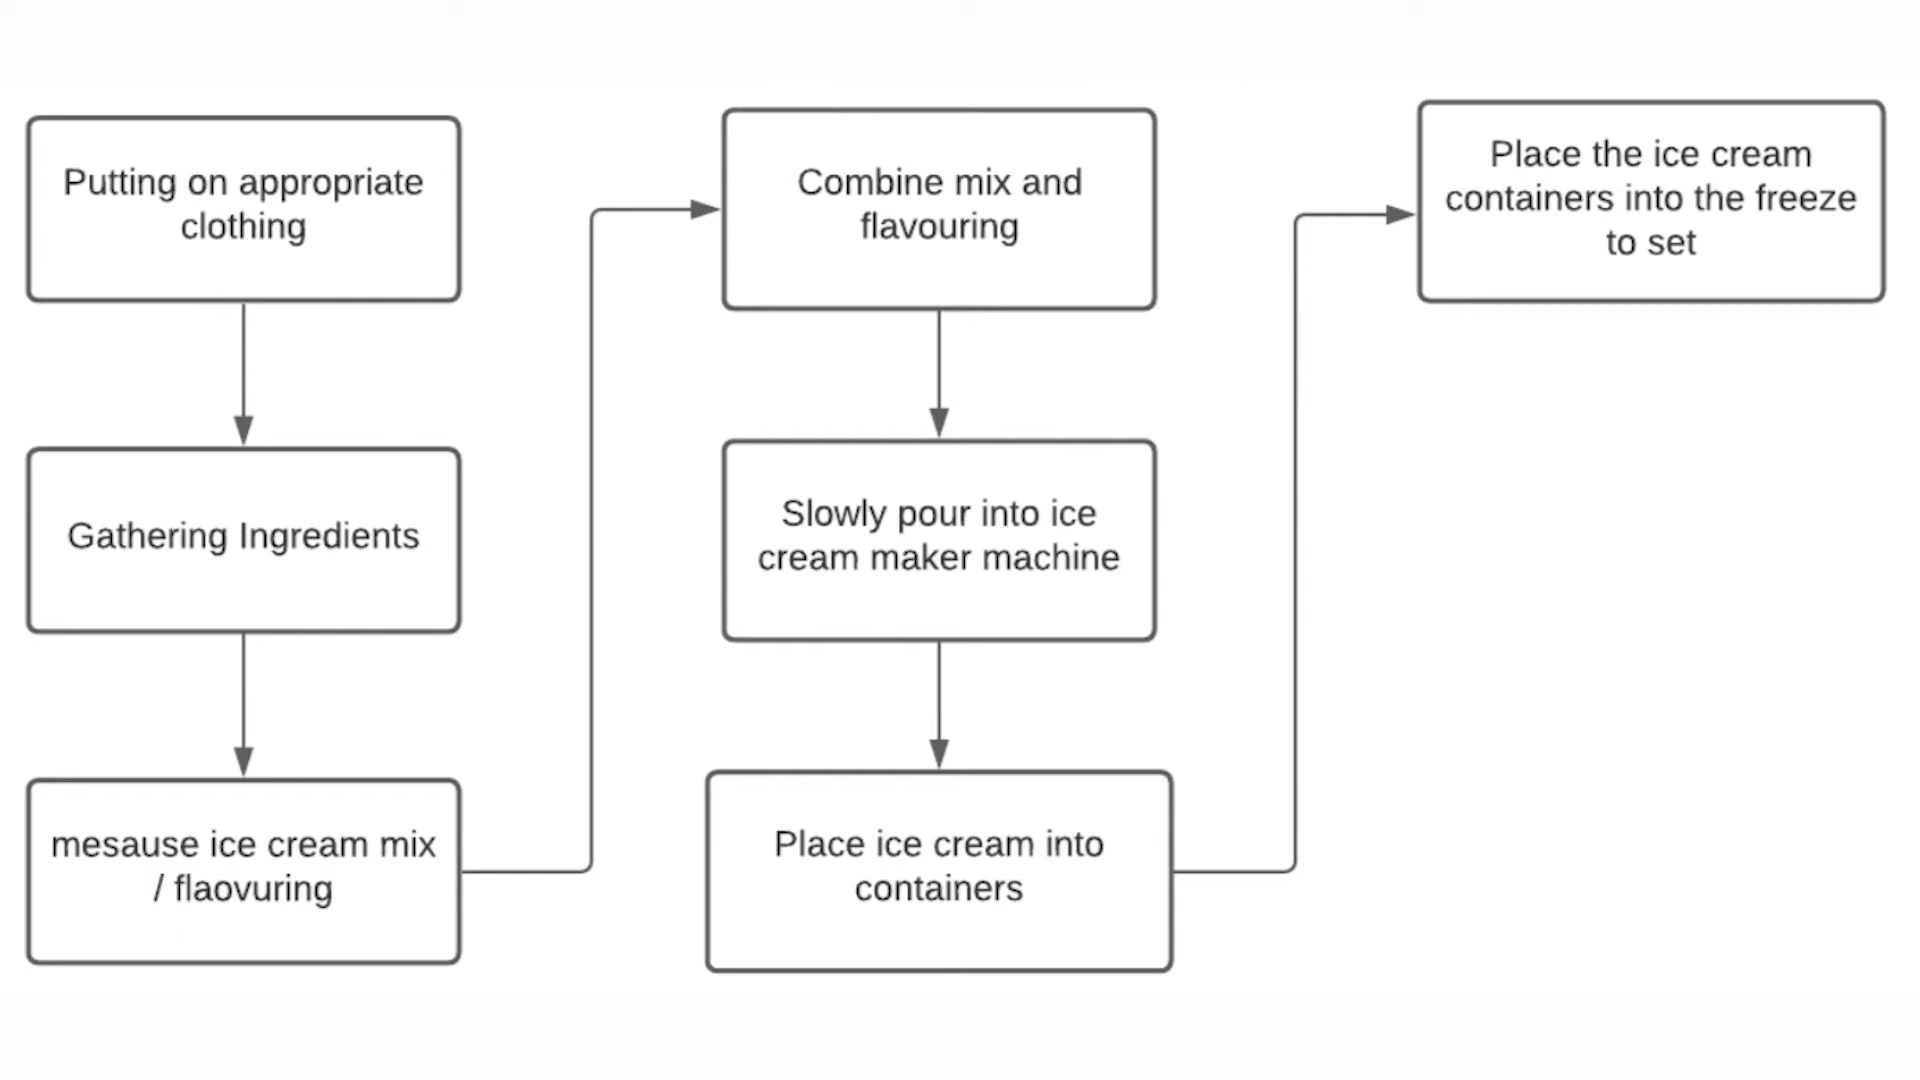 Putting on appropriate
clothing
Gathering Ingredients
mesause ice cream mix
/ flaovuring
Combine mix and
flavouring
Slowly pour into ice
cream maker machine
Place ice cream into
containers
Place the ice cream
containers into the freeze
to set